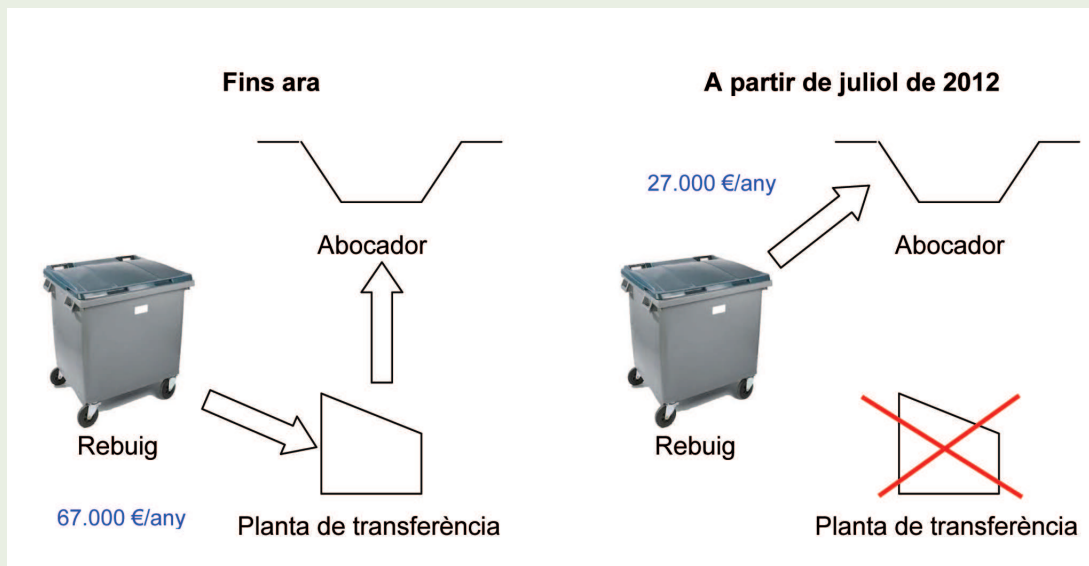 Fins ara
Abocador
Rebuig
67.000 €/any
Planta de transferència
A partir de juliol de 2012
27.000 €/any
Abocador
Rebuig
Planta de transferència